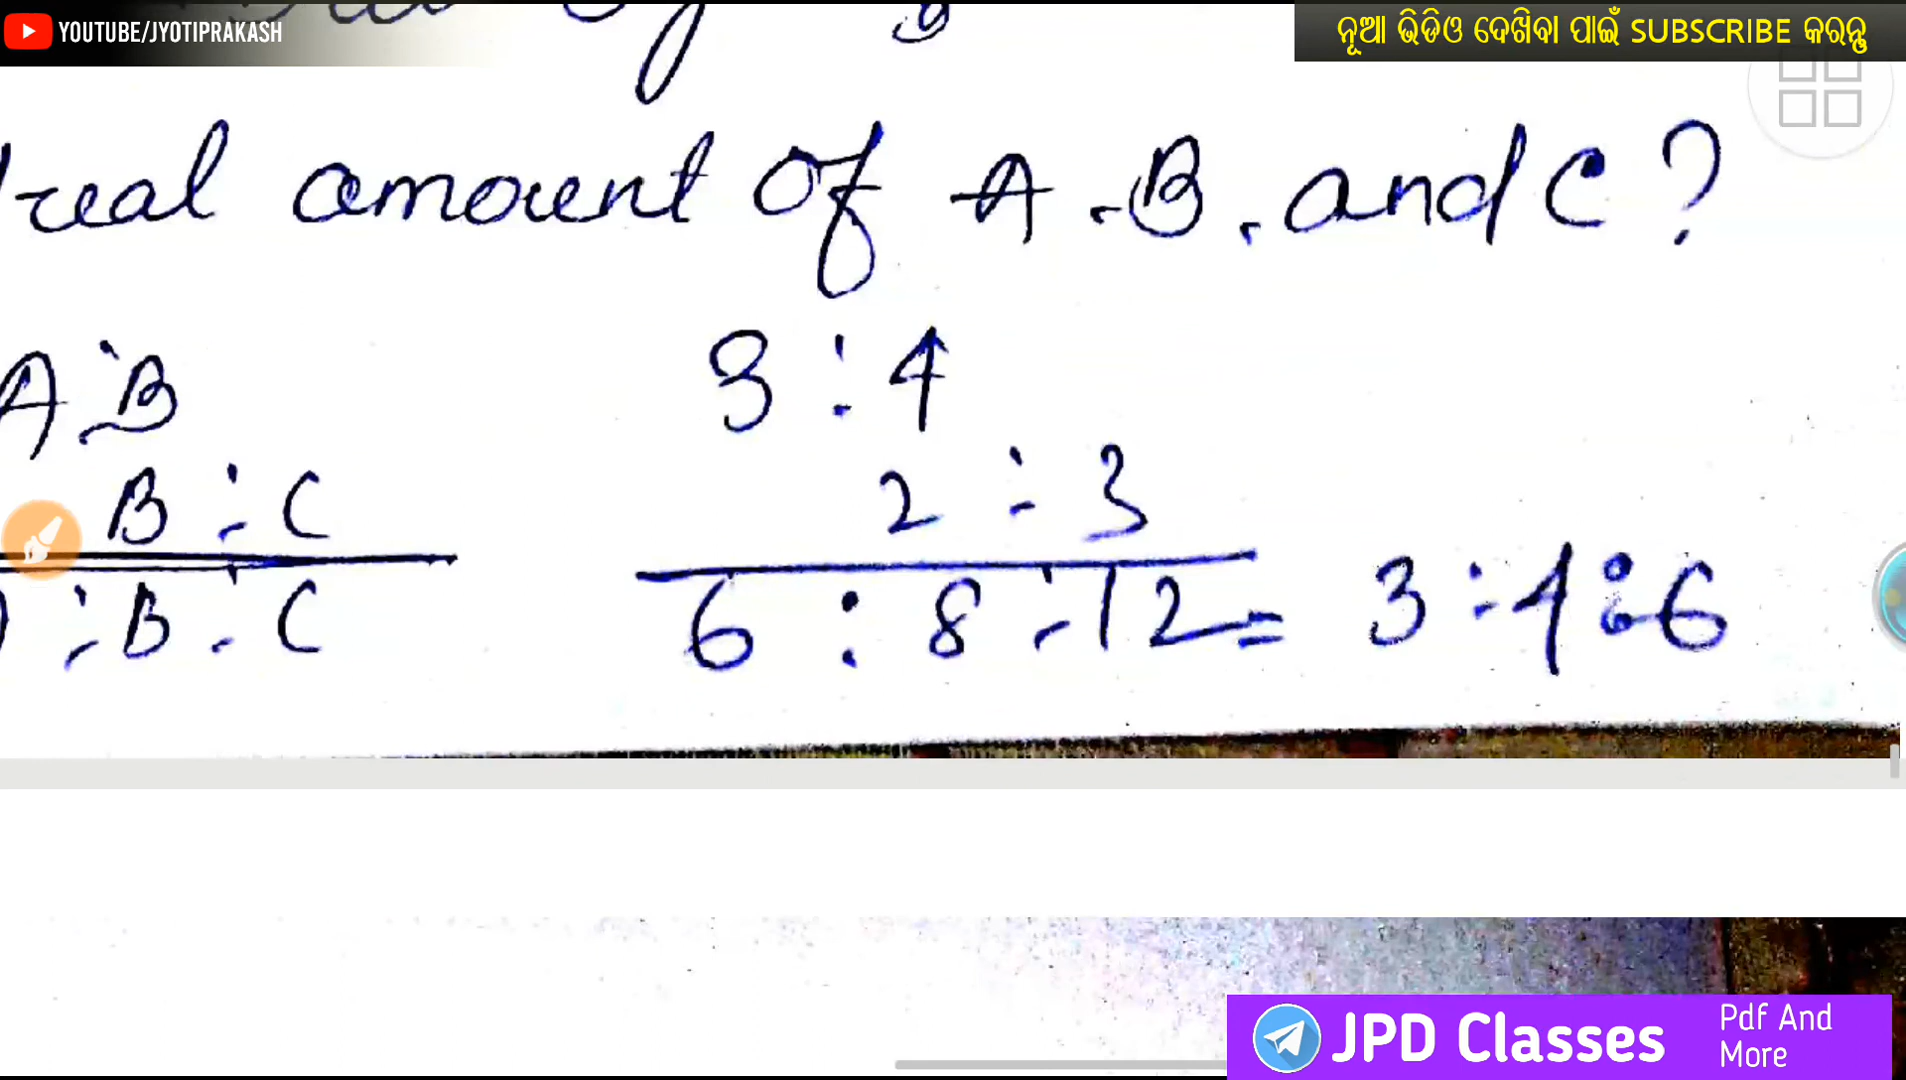 YOUTUBE/JYOTIPRAKASH
ନୂଆ ଭିଡିଓ ଦେଖିବା ପାଇଁ SUBSCRIBE କରନ୍ତୁ
real amount of A, B, and C?
A : B
3 : 4
B : C
2 : 3
: B : C
6 : 8 : 12 = 3 : 4 : 6
JPD Classes
Pdf And
More